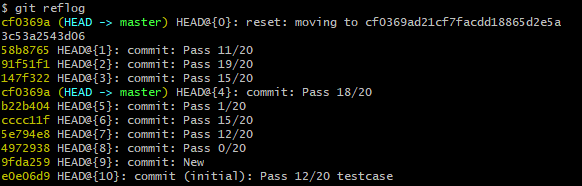 $ git reflog
cf0369a (HEAD -> master) HEAD@{0}: reset: moving to cf0369ad21cf7facdd18865d2e5a
3c53a2543d06
58b8765 HEAD@{1}: commit: Pass 11/20
91f51f1 HEAD@{2}: commit: Pass 19/20
147f322 HEAD@{3}: commit: Pass 15/20
cf0369a (HEAD -> master) HEAD@{4}: commit: Pass 18/20
b22b404 HEAD@{5}: commit: Pass 1/20
cccc11f HEAD@{6}: commit: Pass 15/20
5e794e8 HEAD@{7}: commit: Pass 12/20
4972938 HEAD@{8}: commit: Pass 0/20
9fda259 HEAD@{9}: commit: New
e0e06d9 HEAD@{10}: commit (initial): Pass 12/20 testcase